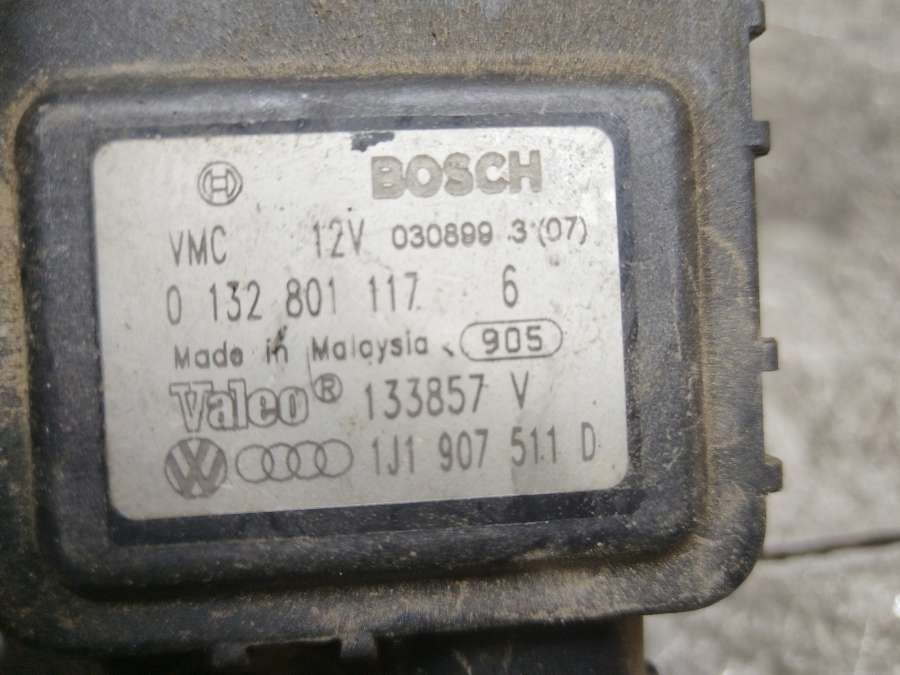 BOSCH
VMC 12V 030899 3 (07)
0 132 801 117 6
Made in Malaysia 905
Valeo® 133857 V
VW 1J1 907 511 D